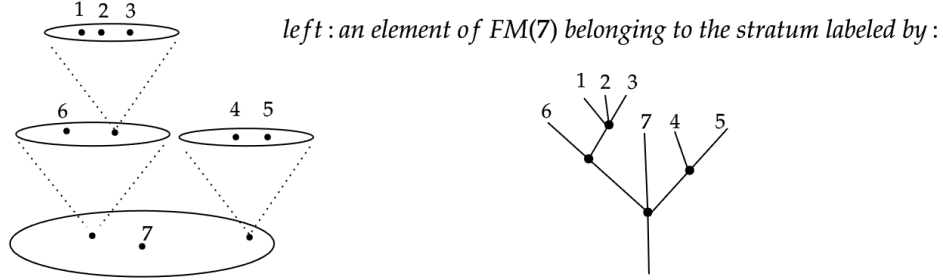 1 2 3
left : an element of FM(7) belonging to the stratum labeled by :
6
4 5
7
1 2 3
6
7 4 5